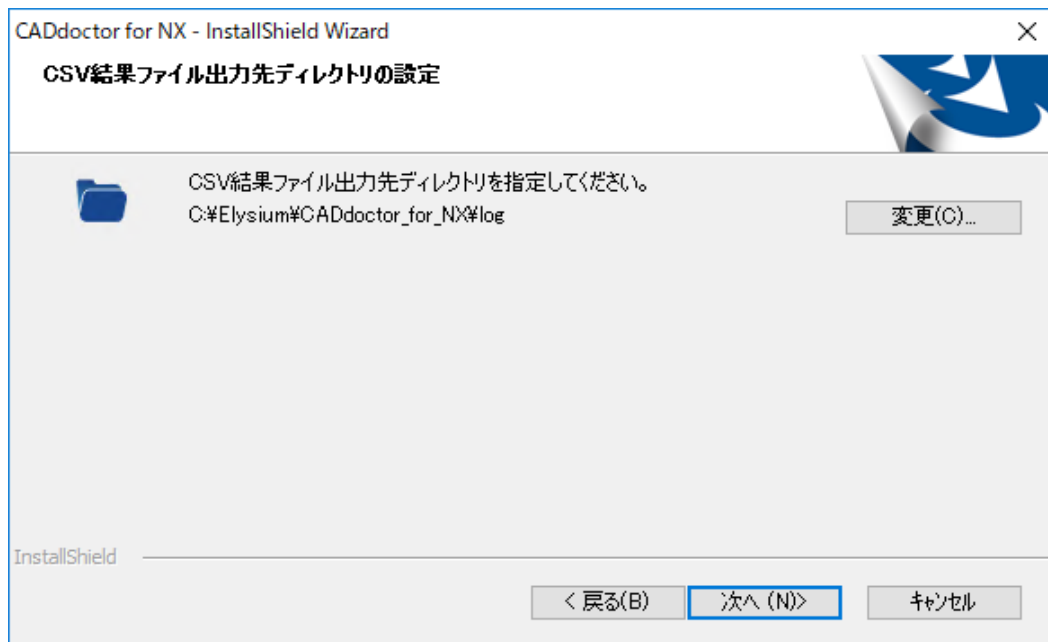 CADdoctor for NX - InstallShield Wizard
CSV結果ファイル出力先ディレクトリの設定
CSV結果ファイル出力先ディレクトリを指定してください。
C:¥Elysium¥CADdoctor_for_NX¥log
変更(C)...
InstallShield
< 戻る(B)
次へ (N)>
キャンセル